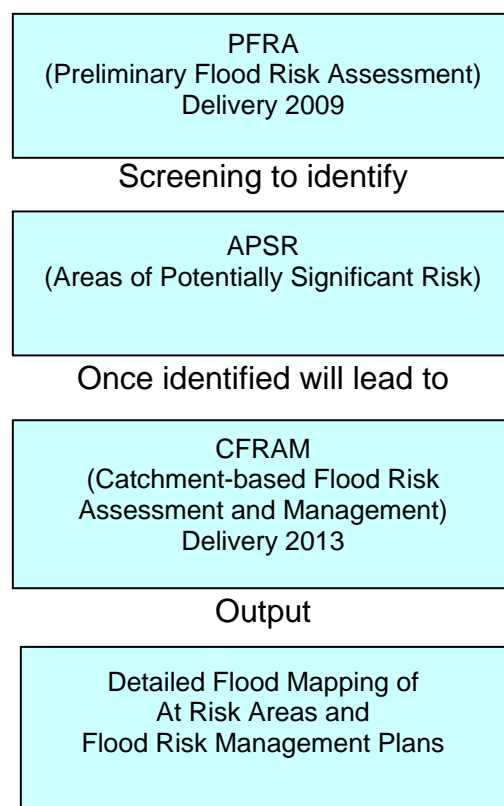 PFRA
(Preliminary Flood Risk Assessment)
Delivery 2009
Screening to identify
APSR
(Areas of Potentially Significant Risk)
Once identified will lead to
CFRAM
(Catchment-based Flood Risk
Assessment and Management)
Delivery 2013
Output
Detailed Flood Mapping of
At Risk Areas and
Flood Risk Management Plans